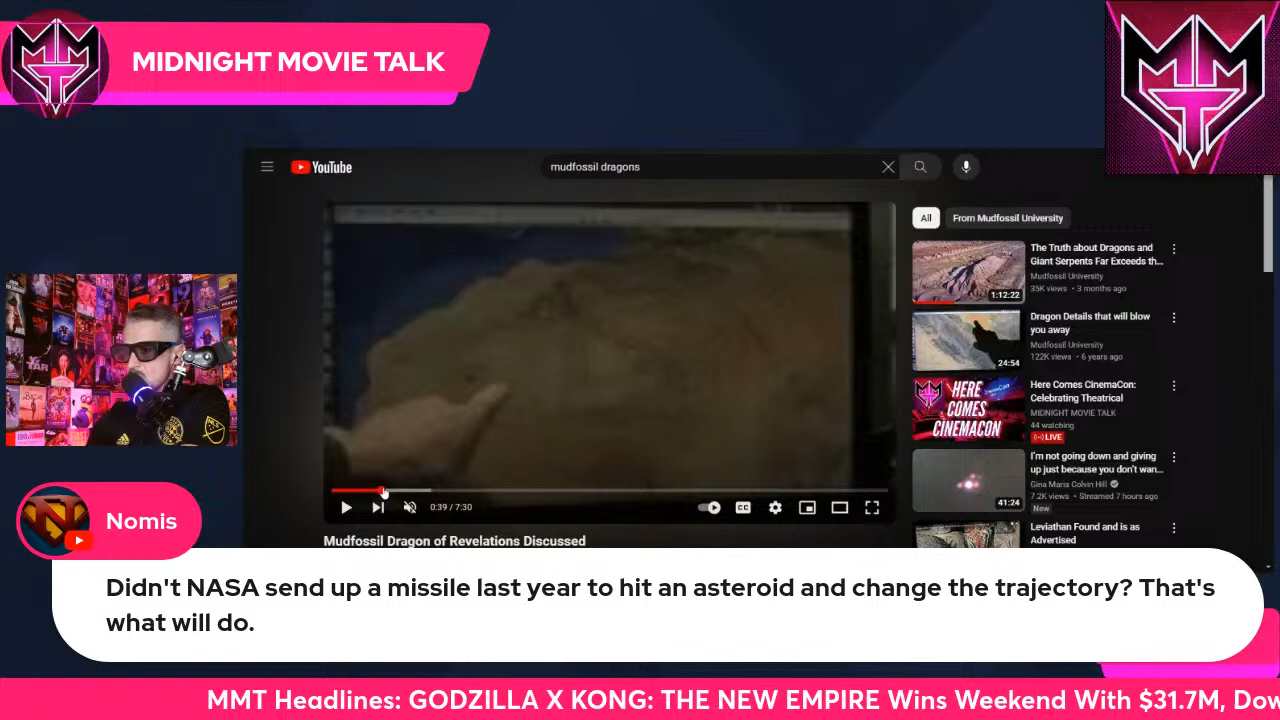 MIDNIGHT MOVIE TALK
YouTube
mudfossil dragons
All
From Mudfossil University
The Truth about Dragons and
Giant Serpents Far Exceeds th...
Mudfossil University
35K views • 3 months ago
1:12:22
Dragon Details that will blow
you away
Mudfossil University
122K views • 6 years ago
24:54
HERE
COMES
CINEMACON
Here Comes CinemaCon:
Celebrating Theatrical
MIDNIGHT MOVIE TALK
44 watching
LIVE
I'm not going down and giving
up just because you don't wan...
Gina Maria Colvin Hill
7.2K views • Streamed 7 hours ago
New
41:24
Leviathan Found and is as
Advertised
0:39 / 7:30
CC
Mudfossil Dragon of Revelations Discussed
Nomis
Didn't NASA send up a missile last year to hit an asteroid and change the trajectory? That's
what will do.
MMT Headlines: GODZILLA X KONG: THE NEW EMPIRE Wins Weekend With $31.7M, Dow